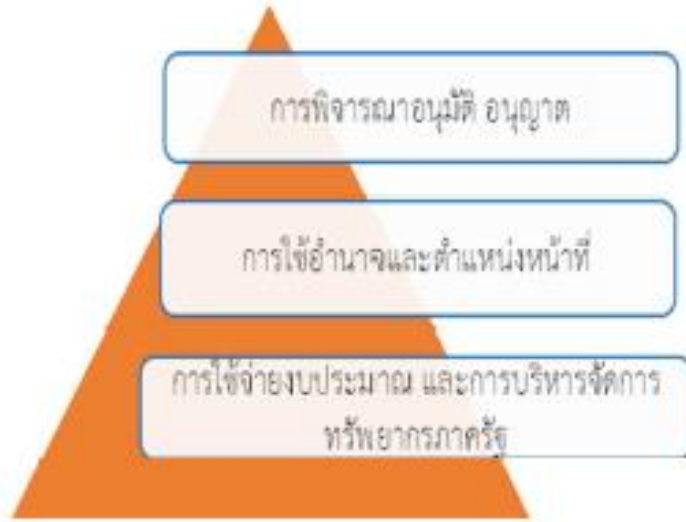 การพิจารณาอนุมัติ อนุญาต
การใช้อำนาจและตำแหน่งหน้าที่
การใช้จ่ายงบประมาณ และการบริหารจัดการ
ทรัพยากรภาครัฐ